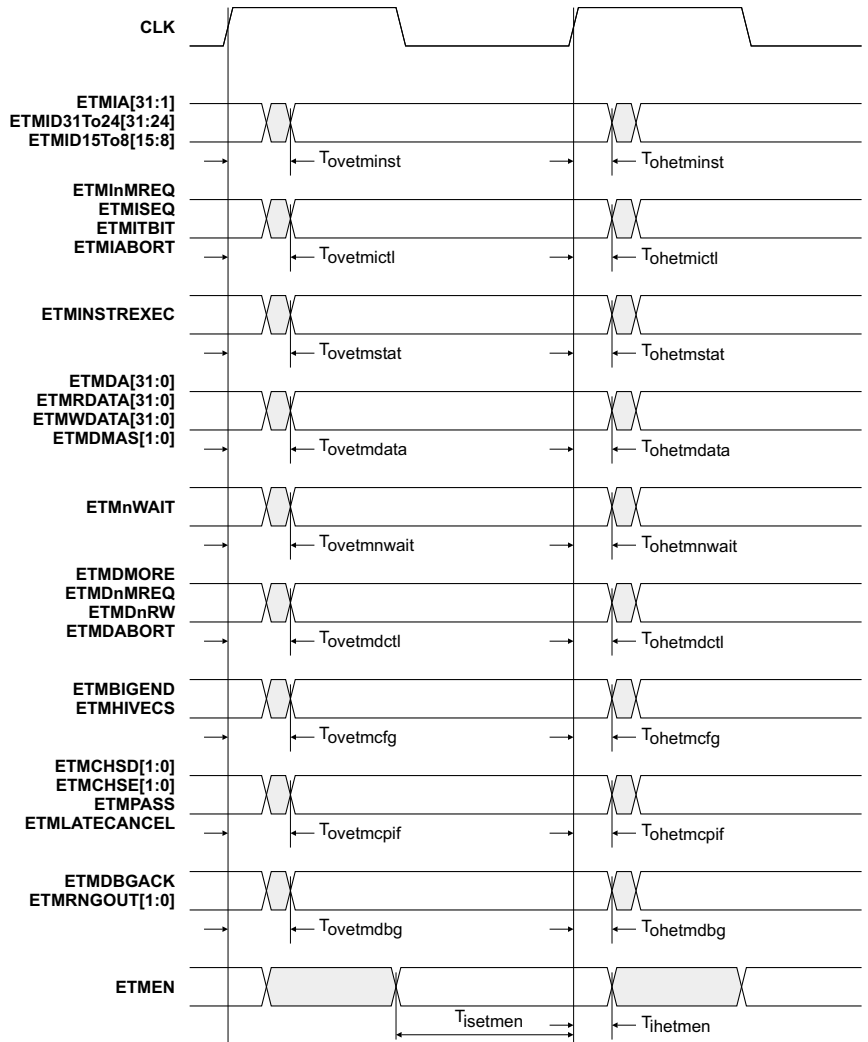 CLK
ETMIA[31:1]
ETMID31To24[31:24]
ETMID15To8[15:8]
Tovetminst
Tohetminst
ETMInMREQ
ETMISEQ
ETMITBIT
ETMIABORT
Tovetmictl
Tohetmictl
ETMINSTREXEC
Tovetmstat
Tohetmstat
ETMDA[31:0]
ETMRDATA[31:0]
ETMWDATA[31:0]
ETMDMAS[1:0]
Tovetmdata
Tohetmdata
ETMnWAIT
Tovetmnwait
Tohetmnwait
ETMDMORE
ETMDnMREQ
ETMDnRW
ETMDABORT
Tovetmdctl
Tohetmdctl
ETMBIGEND
ETMHIVECS
Tovetmcfg
Tohetmcfg
ETMCHSD[1:0]
ETMCHSE[1:0]
ETMPASS
ETMLATECANCEL
Tovetmcpif
Tohetmcpif
ETMDBGACK
ETMRNGOUT[1:0]
Tovetmdbg
Tohetmdbg
ETMEN
Tisetmen
Tihetmen